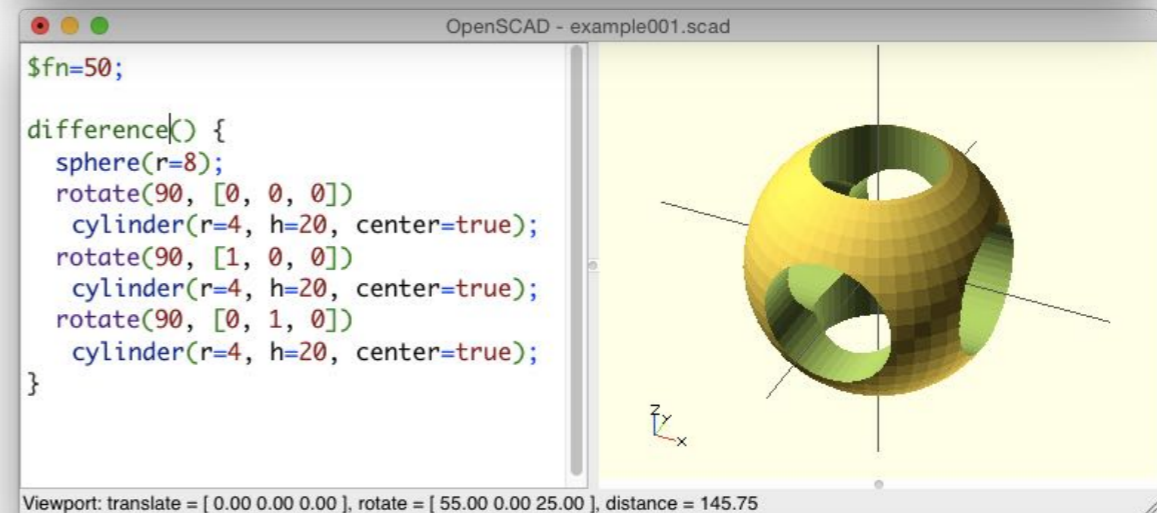 OpenSCAD - example001.scad
$fn=50;
difference() {
sphere(r=8);
rotate(90, [0, 0, 0])
cylinder(r=4, h=20, center=true);
rotate(90, [1, 0, 0])
cylinder(r=4, h=20, center=true);
rotate(90, [0, 1, 0])
cylinder(r=4, h=20, center=true);
}
Z
Y
X
Viewport: translate = [ 0.00 0.00 0.00 ], rotate = [ 55.00 0.00 25.00 ], distance = 145.75